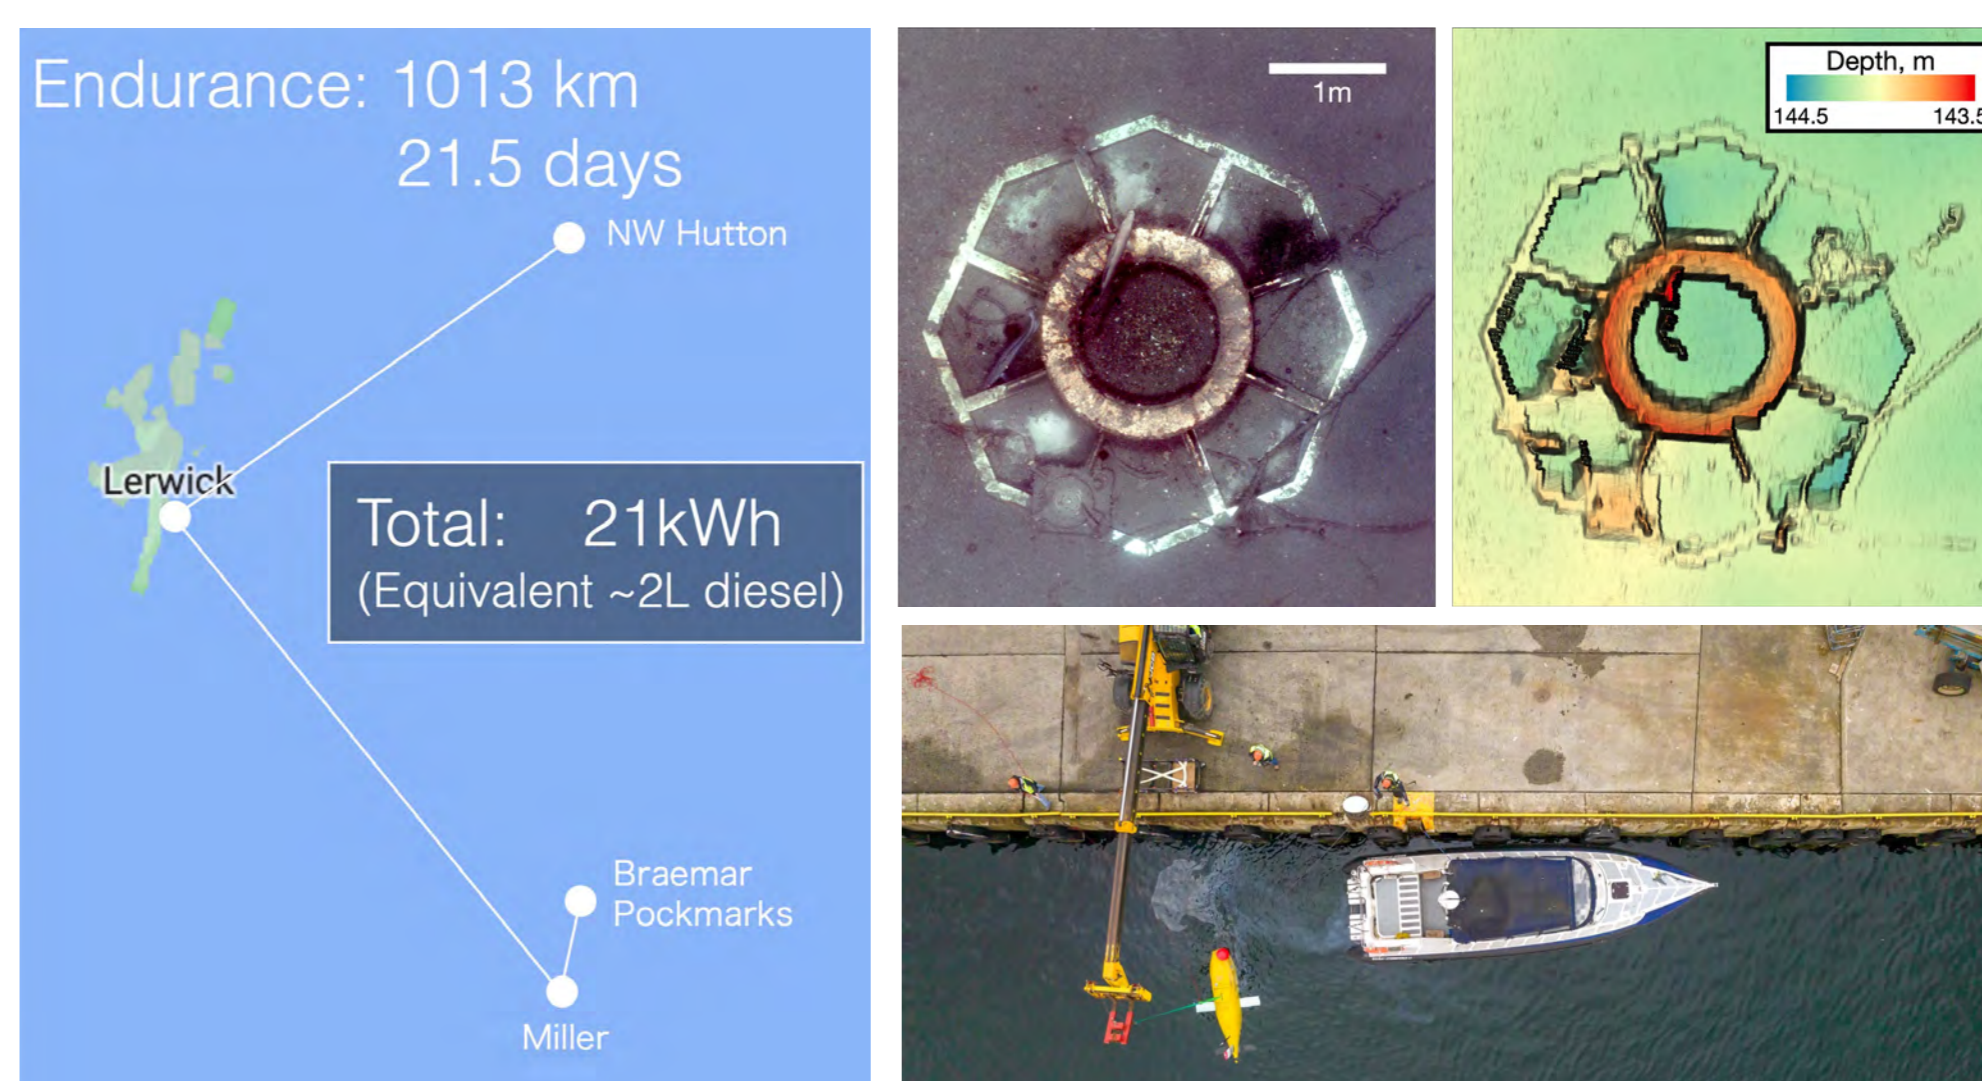 Endurance: 1013 km
21.5 days
NW Hutton
Lerwick
Total: 21kWh
(Equivalent ~2L diesel)
Braemar
Pockmarks
Miller
1m
Depth, m
144.5 143.5